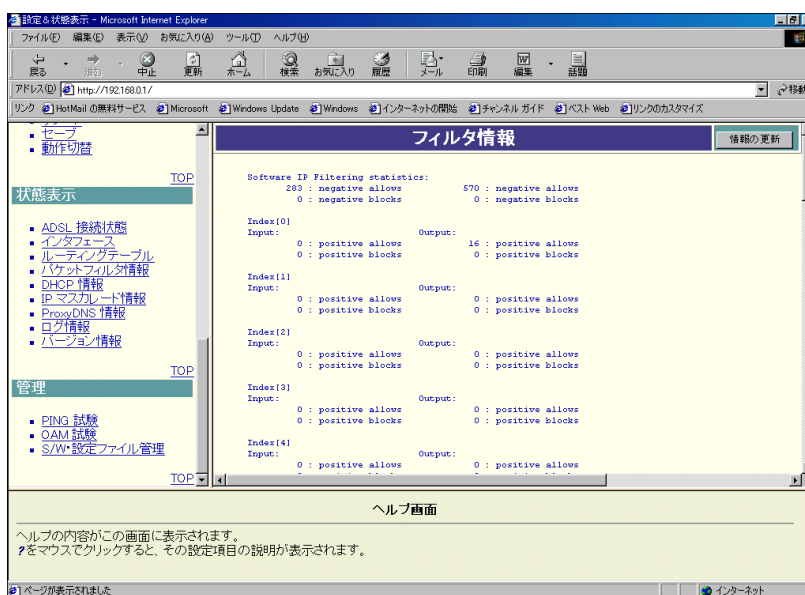 設定＆状態表示 - Microsoft Internet Explorer
ファイル(F) 編集(E) 表示(V) お気に入り(A) ツール(T) ヘルプ(H)
戻る 進む 中止 更新 ホーム 検索 お気に入り 履歴 メール 印刷 編集 話題
アドレス(D) http://192.168.0.1/ 移動
リンク HotMail の無料サービス Microsoft Windows Update Windows インターネットの開始 チャンネル ガイド ベスト Web リンクのカスタマイズ
セーブ
動作切替
TOP
状態表示
ADSL 接続状態
インタフェース
ルーティングテーブル
パケットフィルタ情報
DHCP 情報
IP マスカレード情報
ProxyDNS 情報
ログ情報
バージョン情報
TOP
管理
PING 試験
OAM 試験
S/W・設定ファイル管理
TOP
フィルタ情報
情報の更新
Software IP Filtering statistics:
283 : negative allows 570 : negative allows
0 : negative blocks 0 : negative blocks
Index[0]
Input: Output:
0 : positive allows 16 : positive allows
0 : positive blocks 0 : positive blocks
Index[1]
Input: Output:
0 : positive allows 0 : positive allows
0 : positive blocks 0 : positive blocks
Index[2]
Input: Output:
0 : positive allows 0 : positive allows
0 : positive blocks 0 : positive blocks
Index[3]
Input: Output:
0 : positive allows 0 : positive allows
0 : positive blocks 0 : positive blocks
Index[4]
Input: Output:
0 : positive allows 0 : positive allows
ヘルプ画面
ヘルプの内容がこの画面に表示されます。
?をマウスでクリックすると、その設定項目の説明が表示されます。
ページが表示されました
インターネット